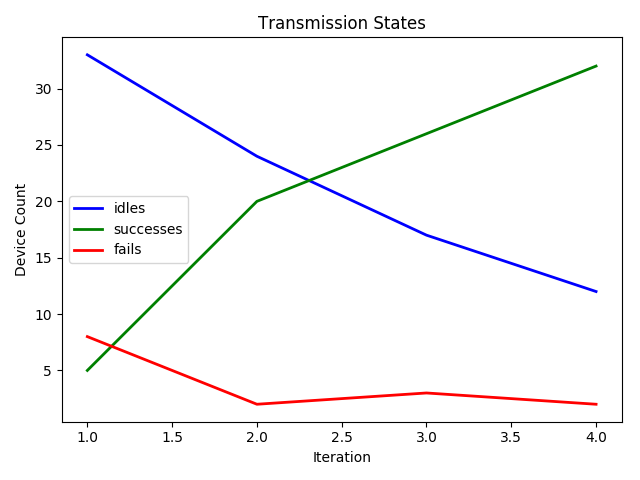 Transmission States
Device Count
30
25
20
15
10
5
idles
successes
fails
1.0 1.5 2.0 2.5 3.0 3.5 4.0
Iteration